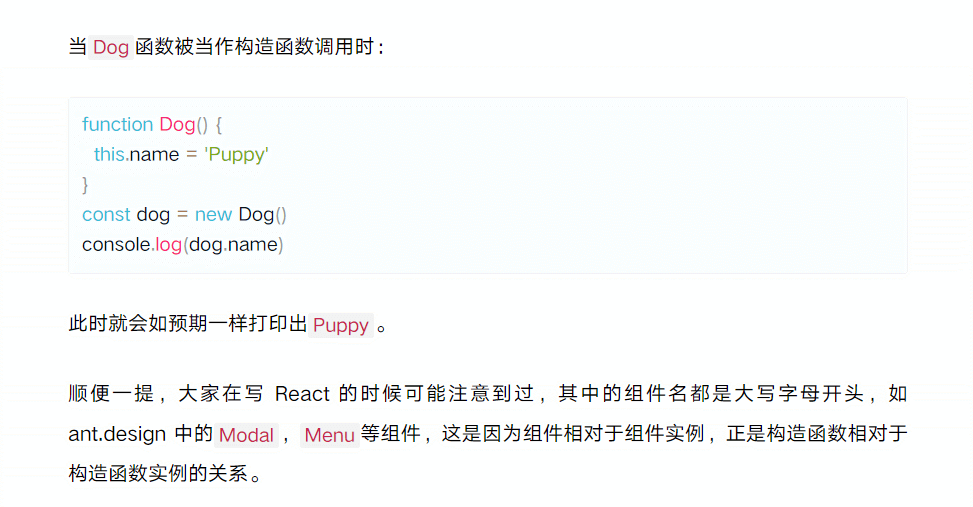 当 Dog 函数被当作构造函数调用时：
function Dog() {
  this.name = 'Puppy'
}
const dog = new Dog()
console.log(dog.name)
此时就会如预期一样打印出 Puppy 。
顺便一提，大家在写 React 的时候可能注意到过，其中的组件名都是大写字母开头，如
ant.design 中的 Modal ， Menu 等组件，这是因为组件相对于组件实例，正是构造函数相对于
构造函数实例的关系。